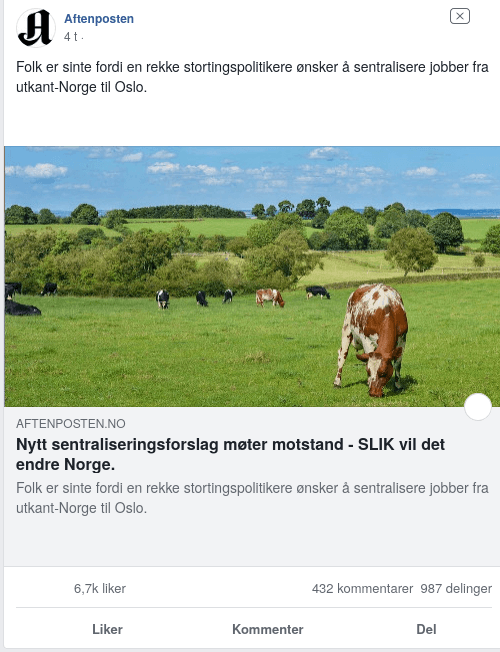 Aftenposten
4 t ·
Folk er sinte fordi en rekke stortingspolitikere ønsker å sentralisere jobber fra
utkant-Norge til Oslo.
AFTENPOSTEN.NO
Nytt sentraliseringsforslag møter motstand - SLIK vil det
endre Norge.
Folk er sinte fordi en rekke stortingspolitikere ønsker å sentralisere jobber fra
utkant-Norge til Oslo.
6,7k liker 432 kommentarer 987 delinger
Liker Kommenter Del